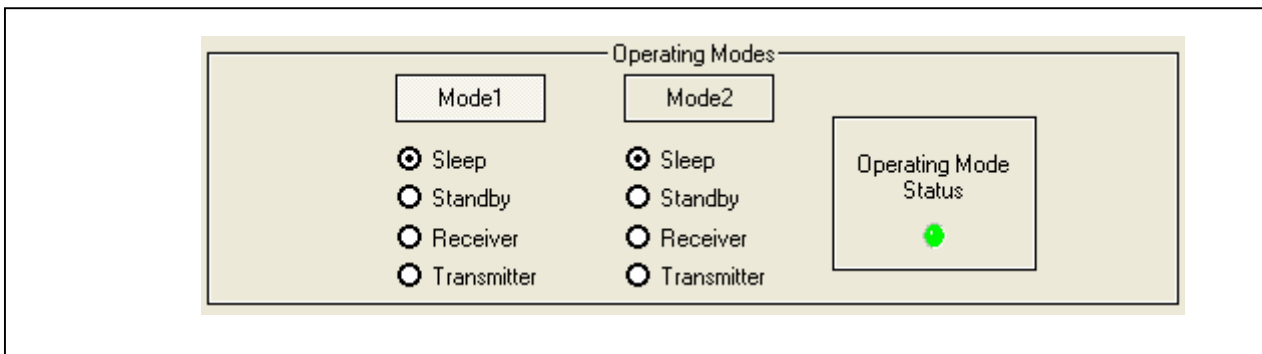 Operating Modes
Mode1 Mode2
Sleep Sleep
Standby Standby
Receiver Receiver
Transmitter Transmitter
Operating Mode
Status